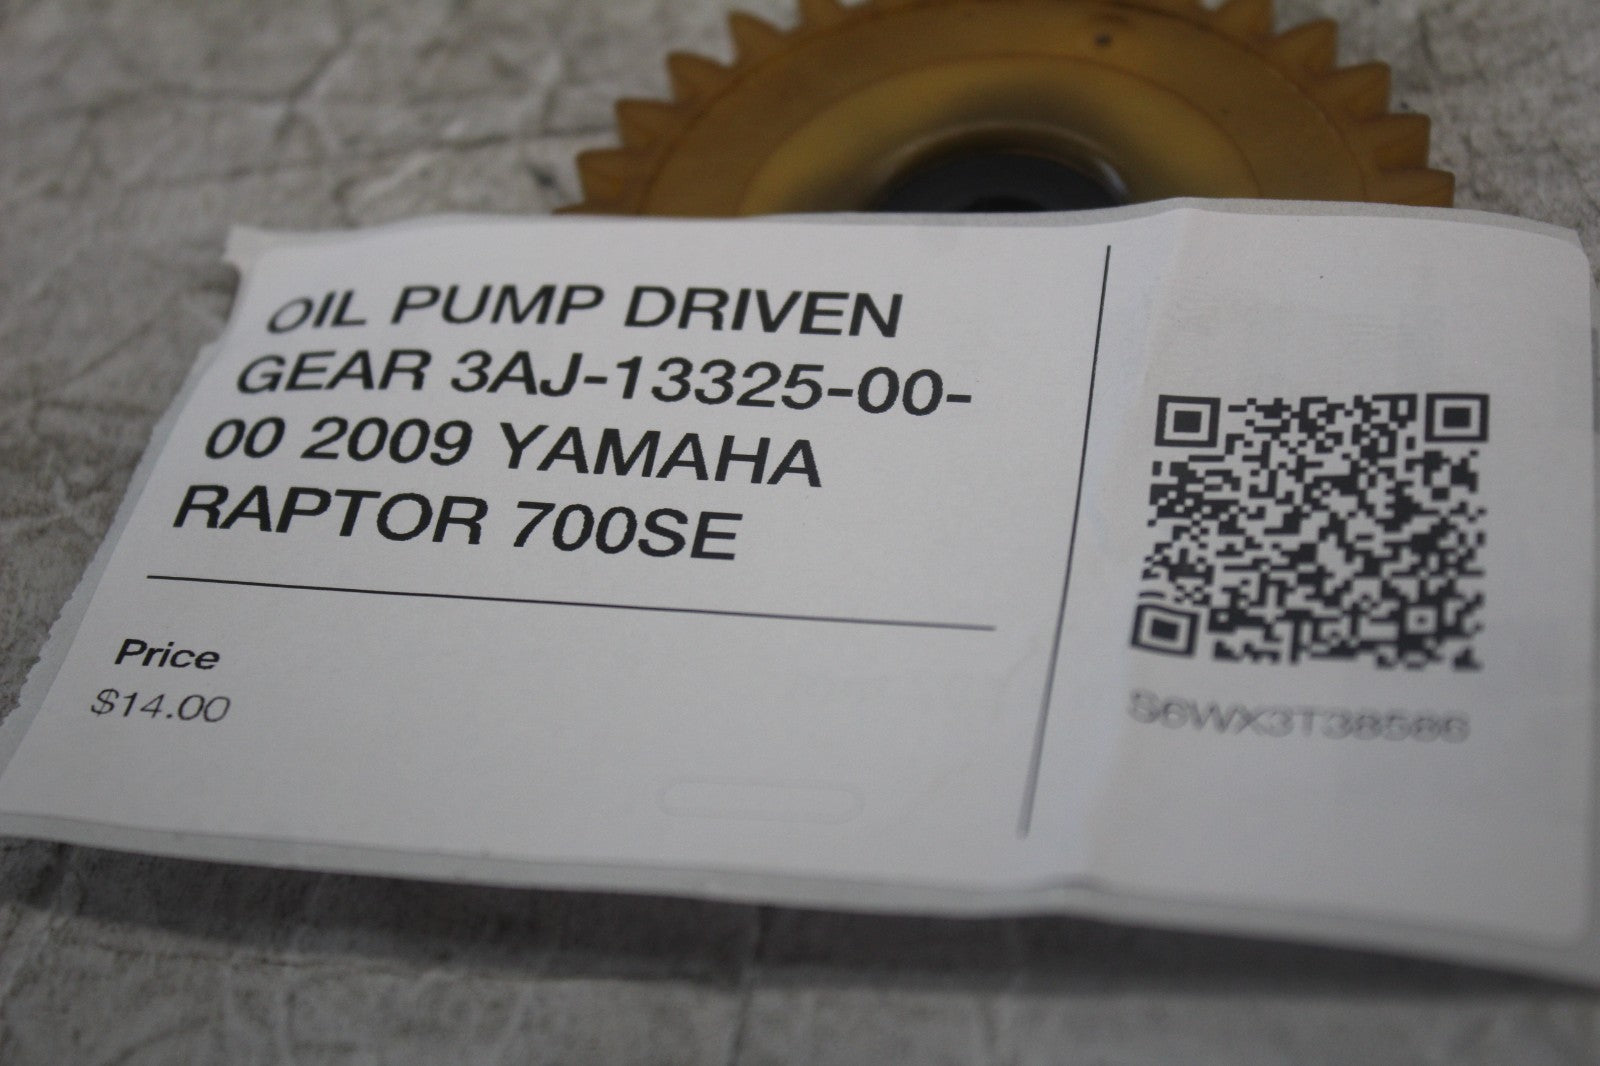 OIL PUMP DRIVEN
GEAR 3AJ-13325-00-
00 2009 YAMAHA
RAPTOR 700SE
Price
$14.00
S6WX3T38586